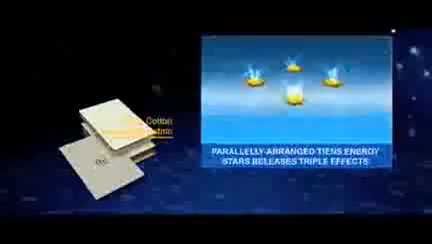 Cotton
PARALLELLY-ARRANGED TIENS ENERGY
STARS RELEASES TRIPLE EFFECTS